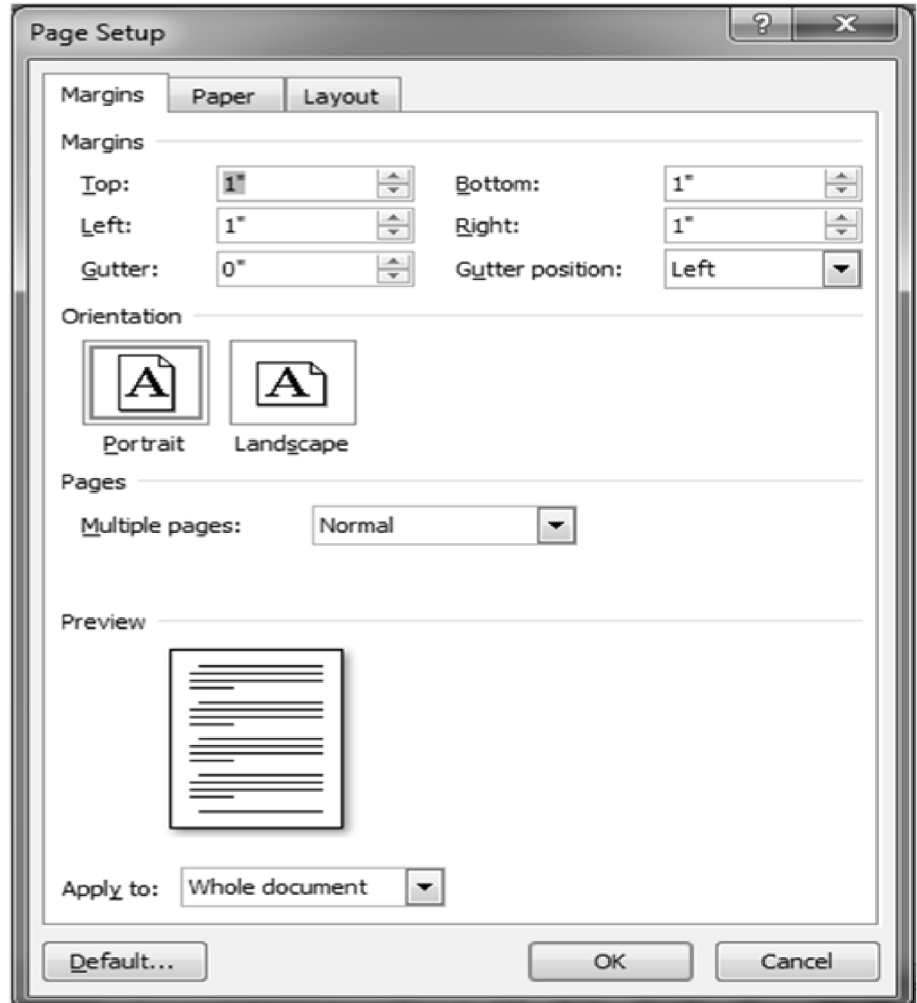 Page Setup
Margins Paper Layout
Margins
Top: 1" Bottom: 1"
Left: 1" Right: 1"
Gutter: 0" Gutter position: Left
Orientation
A A
Portrait Landscape
Pages
Multiple pages: Normal
Preview
Apply to: Whole document
Default... OK Cancel